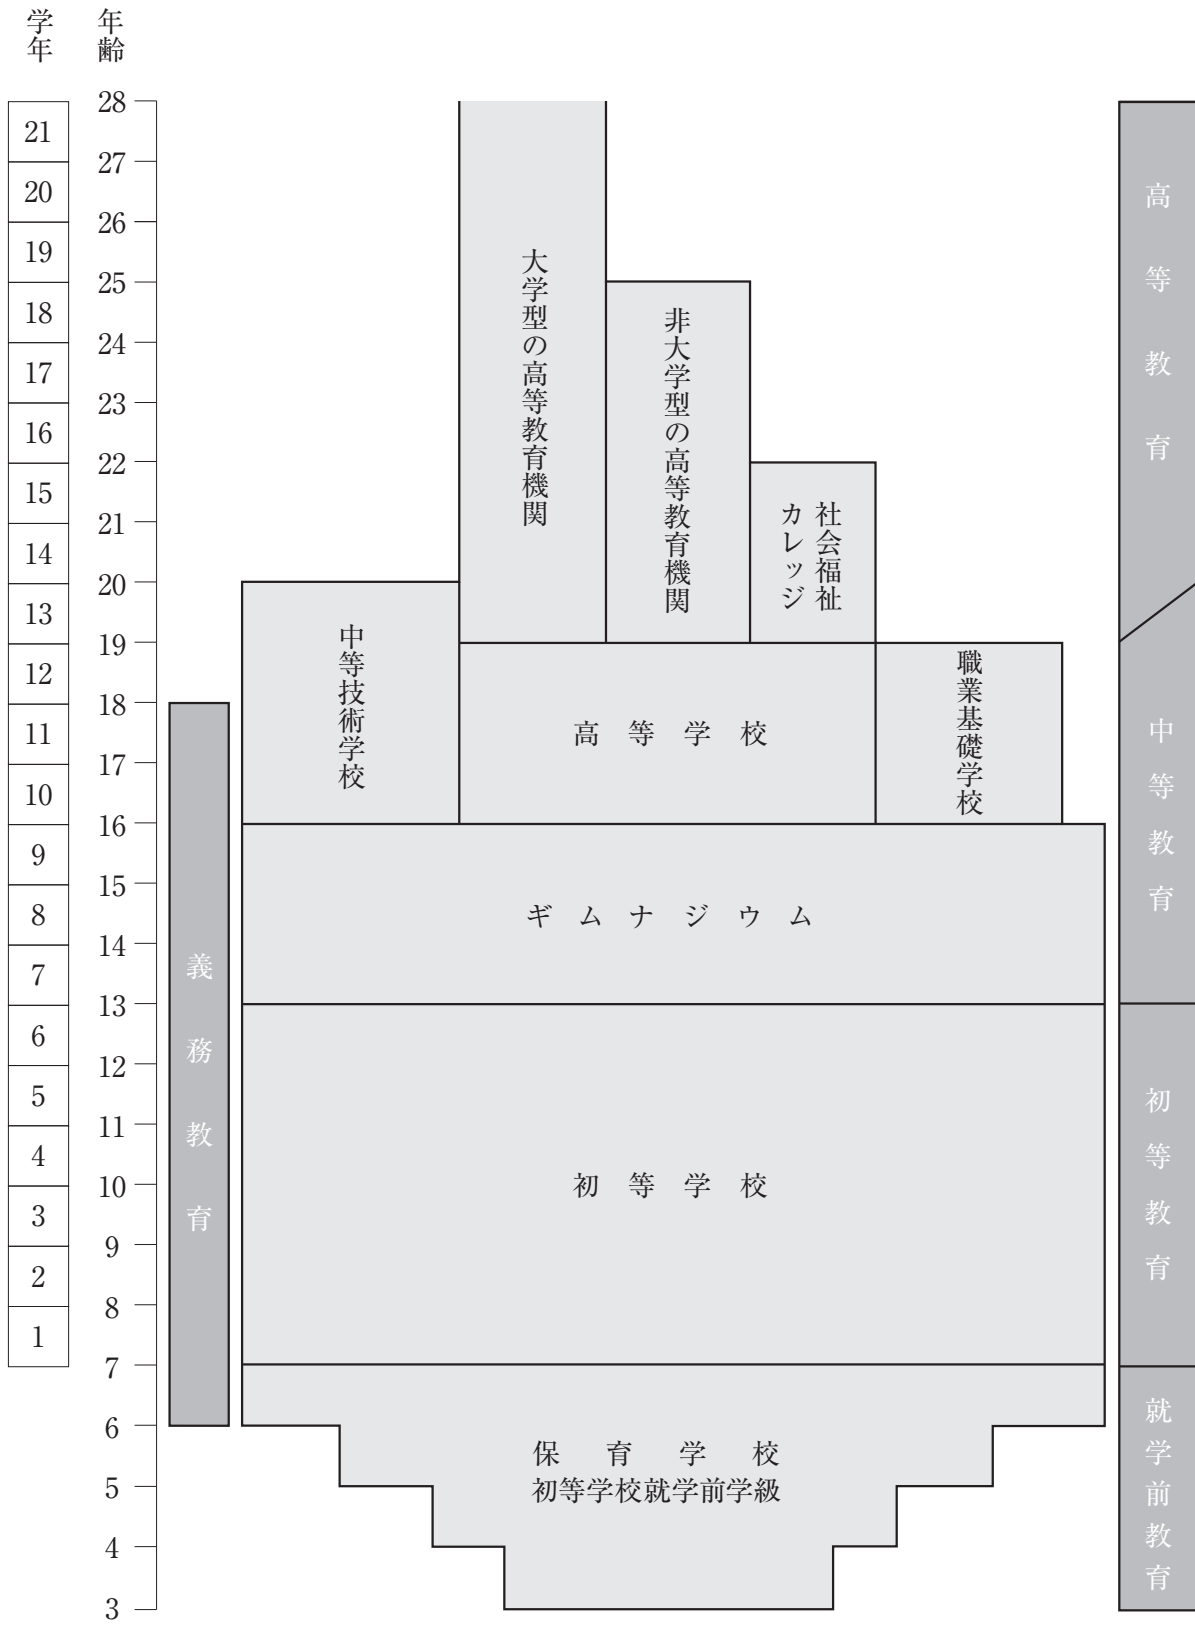 学年
年齢
28
21
27
20
26
19
25
18
24
17
23
16
22
15
21
14
20
13
19
12
18
11
17
10
16
9
15
8
14
7
13
6
12
5
11
4
10
3
9
2
8
1
7
6
5
4
3
義務教育
大学型の高等教育機関
非大学型の高等教育機関
社会福祉
カレッジ
中等技術学校
高等学校
職業基礎学校
ギムナジウム
初等学校
保育学校
初等学校就学前学級
高等教育
中等教育
初等教育
就学前教育